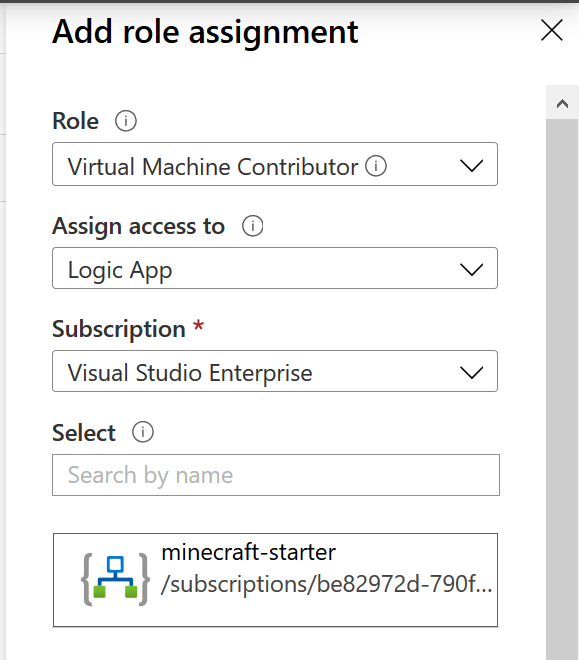 Add role assignment
Role
Virtual Machine Contributor
Assign access to
Logic App
Subscription *
Visual Studio Enterprise
Select
Search by name
minecraft-starter
/subscriptions/be82972d-790f...